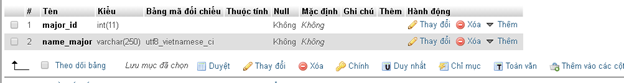 # Tên Kiểu Bảng mã đối chiếu Thuộc tính Null Mặc định Ghi chú Thêm Hành động
1 major_id int(11) Không Không Thay đổi Xóa Thêm
2 name_major varchar(250) utf8_vietnamese_ci Không Không Thay đổi Xóa Thêm
Theo dõi bảng Lưu mục đã chọn Duyệt Thay đổi Xóa Chính Duy nhất Chỉ mục Toàn văn Thêm vào các cột